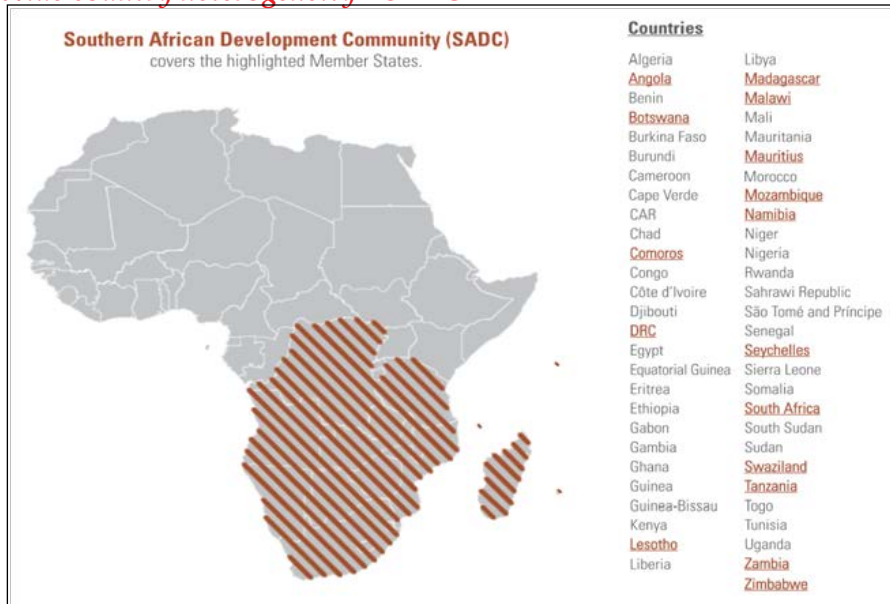 Southern African Development Community (SADC)
covers the highlighted Member States.
Countries
Algeria
Angola
Benin
Botswana
Burkina Faso
Burundi
Cameroon
Cape Verde
CAR
Chad
Comoros
Congo
Côte d'Ivoire
Djibouti
DRC
Egypt
Equatorial Guinea
Eritrea
Ethiopia
Gabon
Gambia
Ghana
Guinea
Guinea-Bissau
Kenya
Lesotho
Liberia
Libya
Madagascar
Malawi
Mali
Mauritania
Mauritius
Morocco
Mozambique
Namibia
Niger
Nigeria
Rwanda
Sahrawi Republic
São Tomé and Príncipe
Senegal
Seychelles
Sierra Leone
Somalia
South Africa
South Sudan
Sudan
Swaziland
Tanzania
Togo
Tunisia
Uganda
Zambia
Zimbabwe